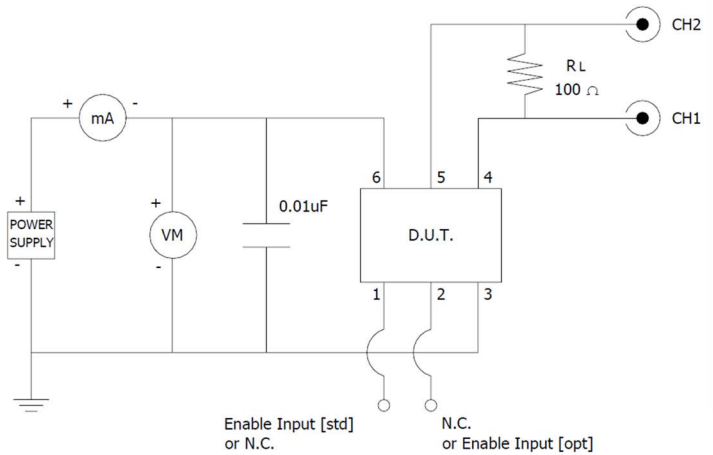 CH2
RL
100 Ω
+ mA -
CH1
6 5 4
+
POWER
SUPPLY
-
+
VM
-
0.01uF
D.U.T.
1 2 3
Enable Input [std]
or N.C.
N.C.
or Enable Input [opt]